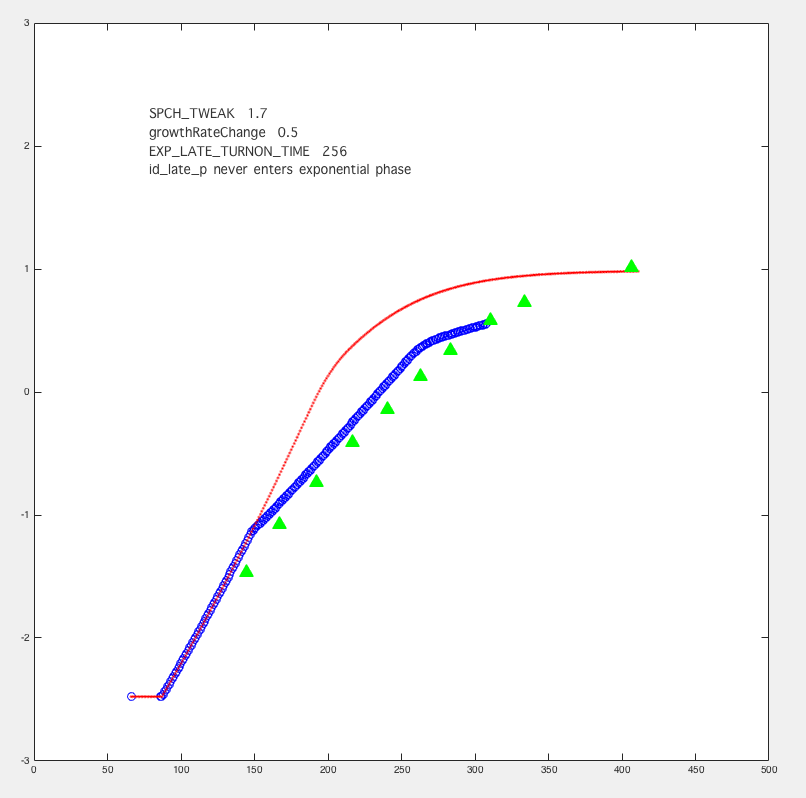 3
SPCH_TWEAK 1.7
growthRateChange 0.5
EXP_LATE_TURNON_TIME 256
id_late_p never enters exponential phase
2
1
0
-1
-2
-3
0 50 100 150 200 250 300 350 400 450 500